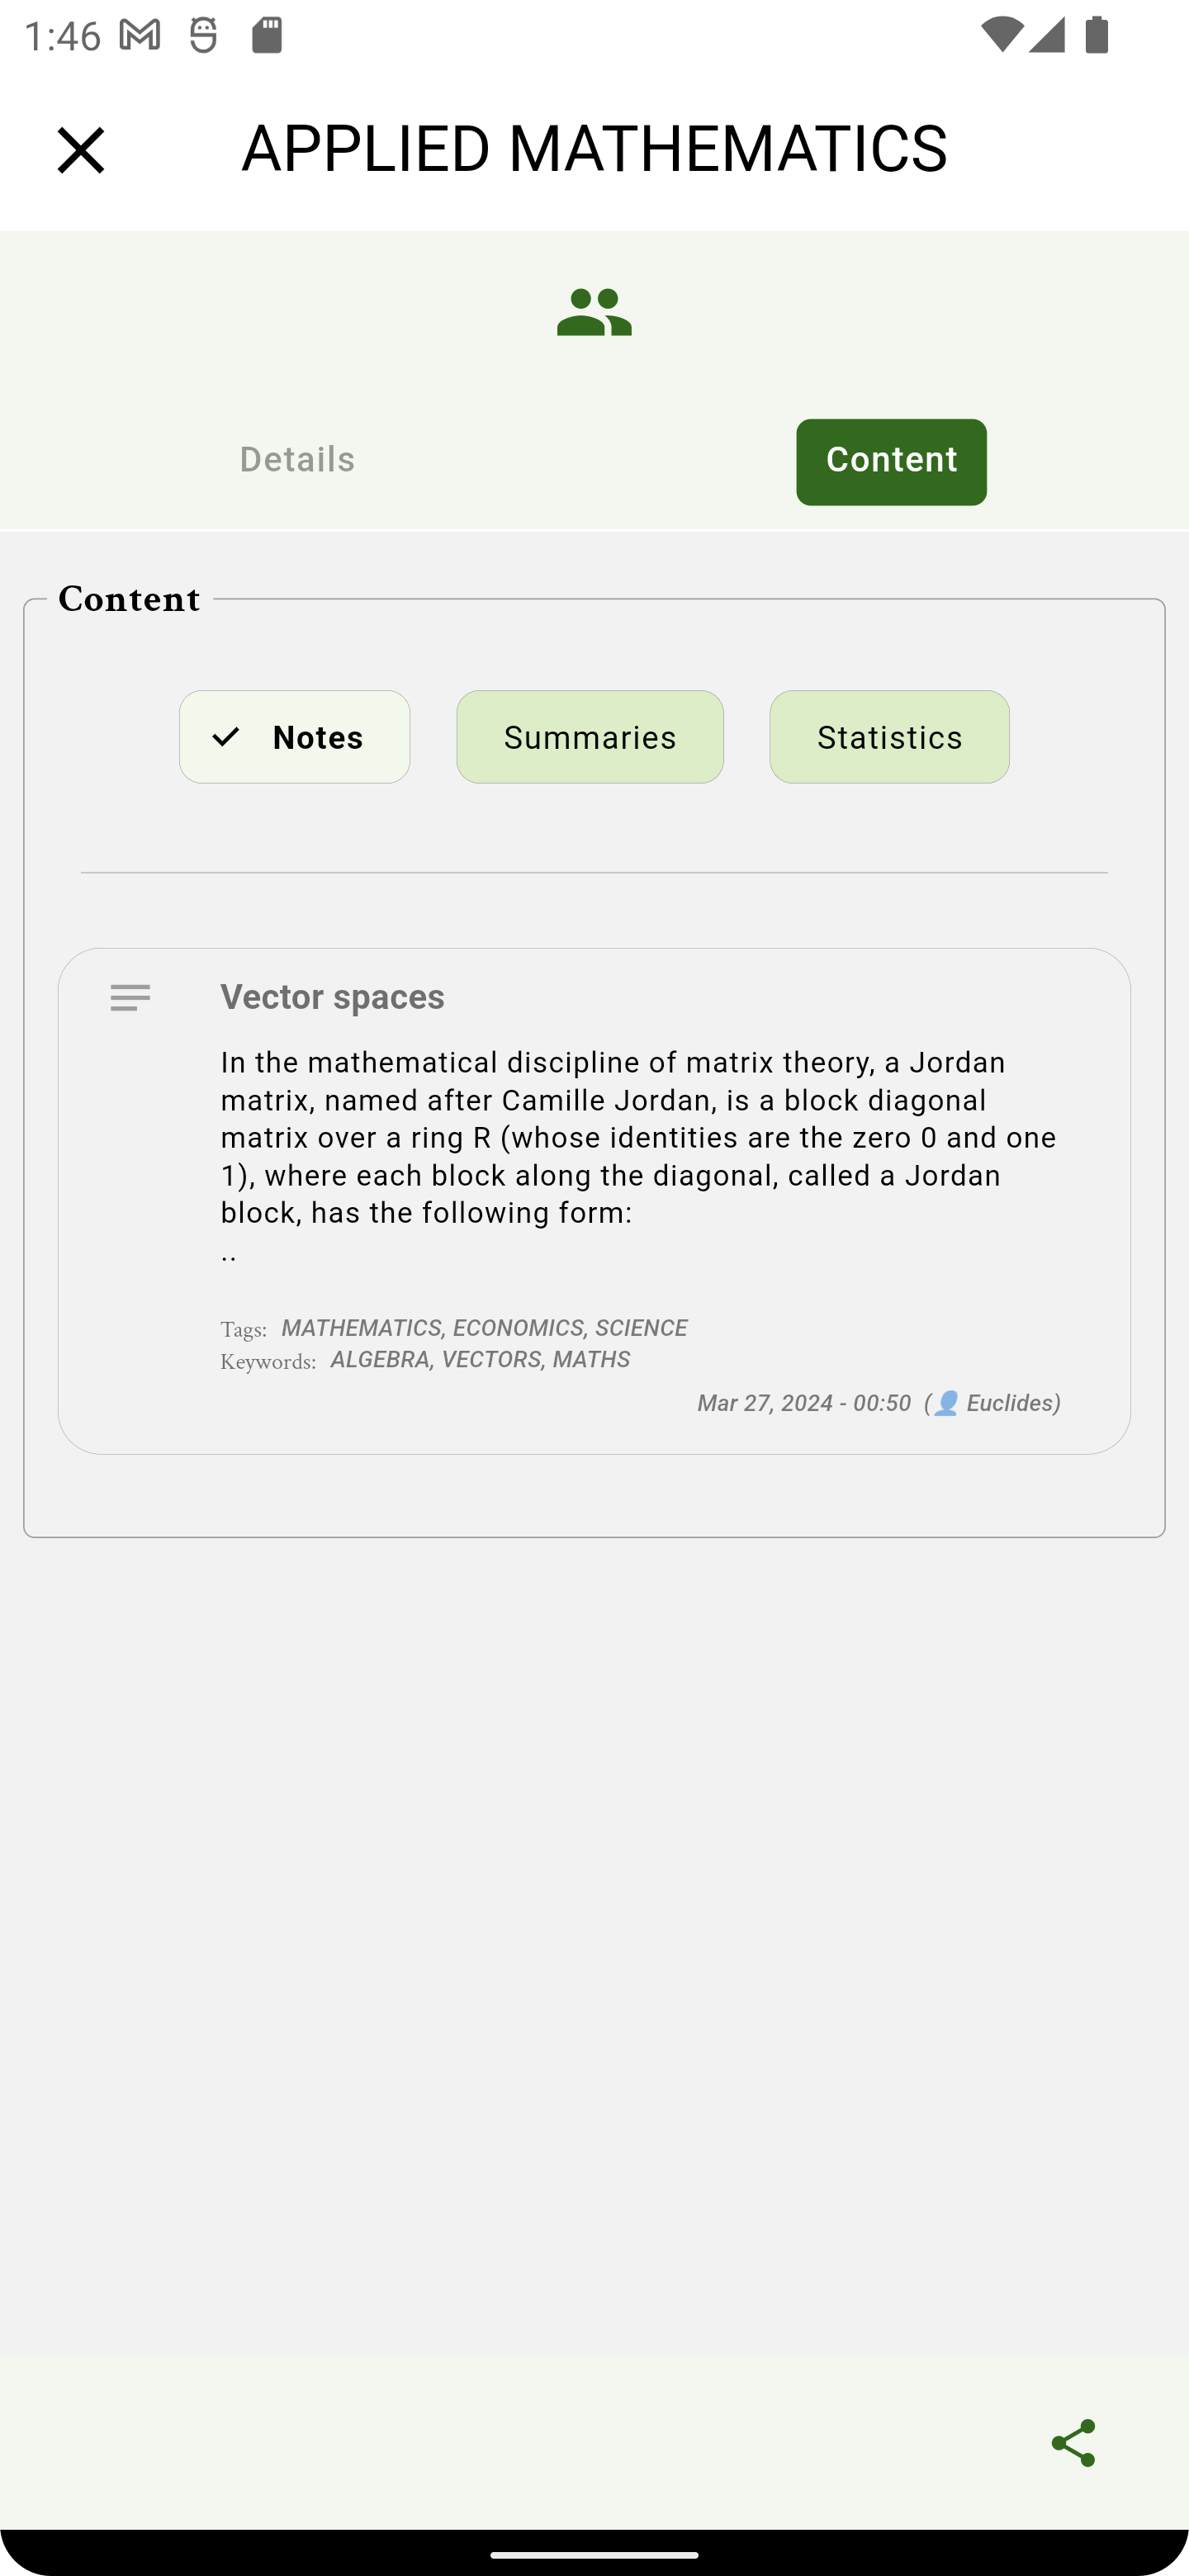 1:46
APPLIED MATHEMATICS
Details
Content
Content
Notes
Summaries
Statistics
Vector spaces
In the mathematical discipline of matrix theory, a Jordan
matrix, named after Camille Jordan, is a block diagonal
matrix over a ring R (whose identities are the zero 0 and one
1), where each block along the diagonal, called a Jordan
block, has the following form:
..
Tags: MATHEMATICS, ECONOMICS, SCIENCE
Keywords: ALGEBRA, VECTORS, MATHS
Mar 27, 2024 - 00:50 (👤 Euclides)